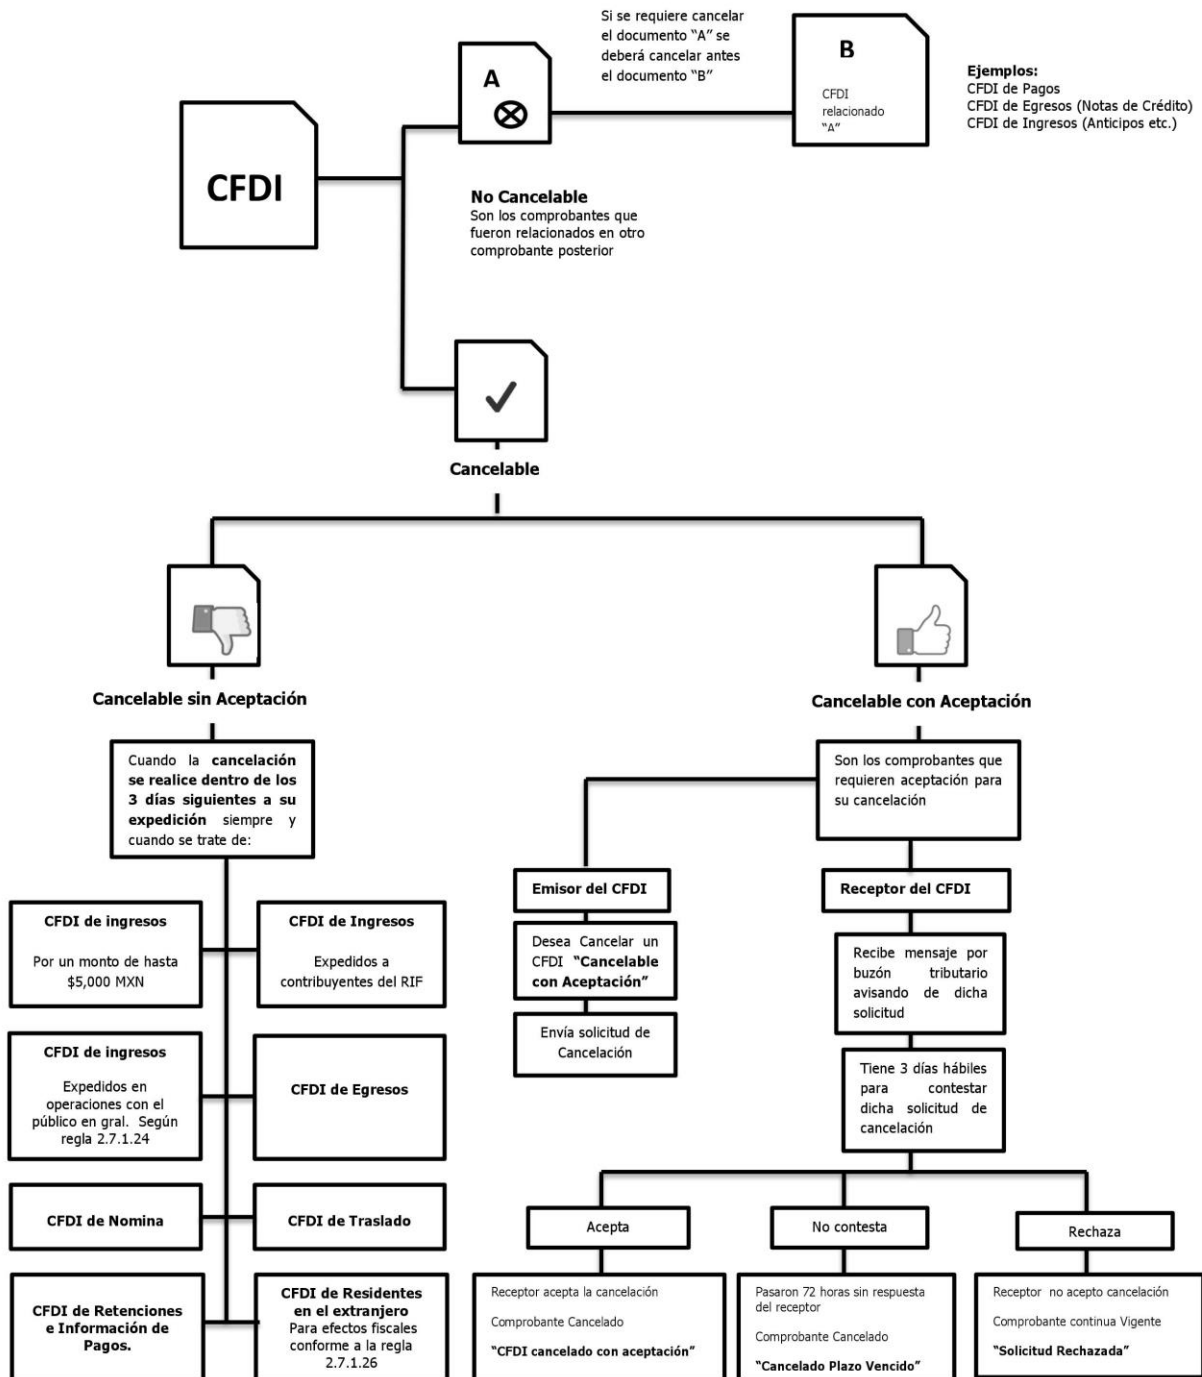 Si se requiere cancelar
el documento “A” se
deberá cancelar antes
el documento “B”
A
B
CFDI
relacionado
“A”
Ejemplos:
CFDI de Pagos
CFDI de Egresos (Notas de Crédito)
CFDI de Ingresos (Anticipos etc.)
CFDI
No Cancelable
Son los comprobantes que
fueron relacionados en otro
comprobante posterior
Cancelable
Cancelable sin Aceptación
Cuando la cancelación
se realice dentro de los
3 días siguientes a su
expedición siempre y
cuando se trate de:
CFDI de ingresos
Por un monto de hasta
$5,000 MXN
CFDI de Ingresos
Expedidos a
contribuyentes del RIF
CFDI de ingresos
Expedidos en
operaciones con el
público en gral. Según
regla 2.7.1.24
CFDI de Egresos
CFDI de Nomina
CFDI de Traslado
CFDI de Retenciones
e Información de
Pagos.
CFDI de Residentes
en el extranjero
Para efectos fiscales
conforme a la regla
2.7.1.26
Cancelable con Aceptación
Son los comprobantes que
requieren aceptación para
su cancelación
Emisor del CFDI
Desea Cancelar un
CFDI “Cancelable
con Aceptación”
Envía solicitud de
Cancelación
Receptor del CFDI
Recibe mensaje por
buzón tributario
avisando de dicha
solicitud
Tiene 3 días hábiles
para contestar
dicha solicitud de
cancelación
Acepta
Receptor acepta la cancelación
Comprobante Cancelado
“CFDI cancelado con aceptación”
No contesta
Pasaron 72 horas sin respuesta
del receptor
Comprobante Cancelado
“Cancelado Plazo Vencido”
Rechaza
Receptor no acepto cancelación
Comprobante continua Vigente
“Solicitud Rechazada”